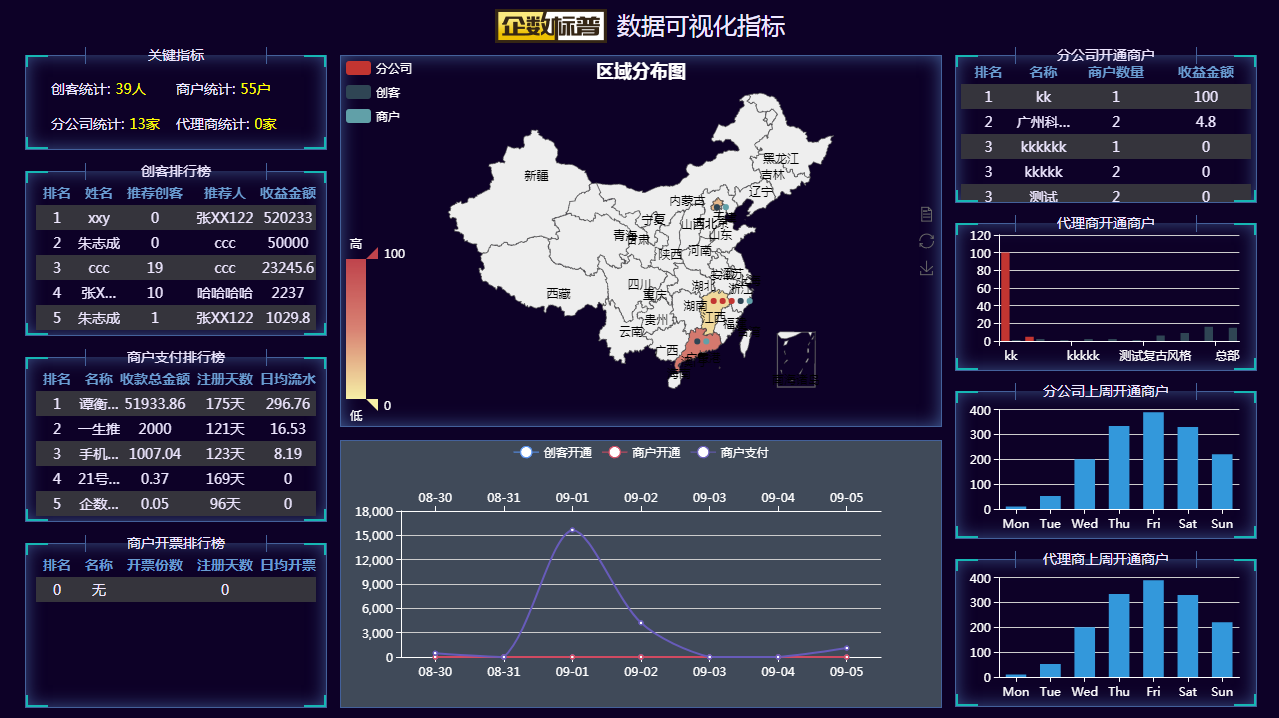 企数标普 数据可视化指标
关键指标
创客统计: 39人 商户统计: 55户
分公司统计: 13家 代理商统计: 0家
创客排行榜
排名 姓名 推荐创客 推荐人 收益金额
1 xxy 0 张XX122 520233
2 朱志成 0 ccc 50000
3 ccc 19 ccc 23245.6
4 张X... 10 哈哈哈哈 2237
5 朱志成 1 张XX122 1029.8
商户支付排行榜
排名 名称 收款总金额 注册天数 日均流水
1 谭衡... 51933.86 175天 296.76
2 一生推 2000 121天 16.53
3 手机... 1007.04 123天 8.19
4 21号... 0.37 169天 0
5 企数... 0.05 96天 0
商户开票排行榜
排名 名称 开票份数 注册天数 日均开票
0 无 0
区域分布图
分公司
创客
商户
高
100
0
低
黑龙江
吉林
辽宁
新疆
内蒙古
宁夏
山西
北京
山东
青海
甘肃
陕西
河南
西藏
四川
重庆
湖北
湖南
江西
贵州
云南
广西
创客开通 商户开通 商户支付
08-30 08-31 09-01 09-02 09-03 09-04 09-05
18,000
15,000
12,000
9,000
6,000
3,000
0
08-30 08-31 09-01 09-02 09-03 09-04 09-05
分公司开通商户
排名 名称 商户数量 收益金额
1 kk 1 100
2 广州科... 2 4.8
3 kkkkkk 1 0
3 kkkkk 2 0
3 测试 2 0
代理商开通商户
120
100
80
60
40
20
0
kk kkkkk 测试复古风格 总部
分公司上周开通商户
400
300
200
100
0
Mon Tue Wed Thu Fri Sat Sun
代理商上周开通商户
400
300
200
100
0
Mon Tue Wed Thu Fri Sat Sun